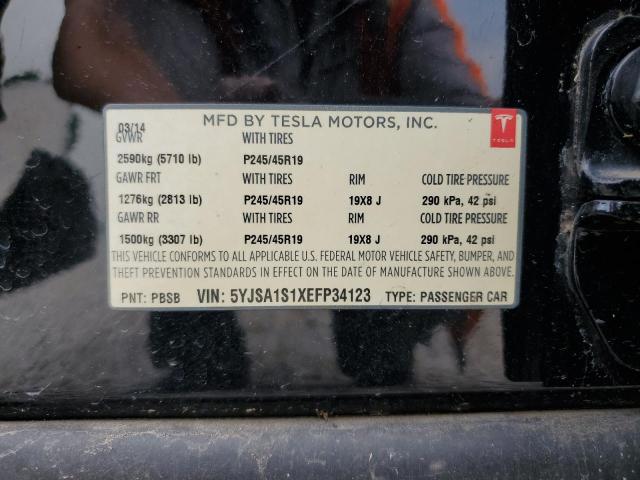 03/14 MFD BY TESLA MOTORS, INC.
GVWR WITH TIRES
TESLA
2590kg (5710 lb) P245/45R19
GAWR FRT WITH TIRES RIM COLD TIRE PRESSURE
1276kg (2813 lb) P245/45R19 19X8 J 290 kPa, 42 psi
GAWR RR WITH TIRES RIM COLD TIRE PRESSURE
1500kg (3307 lb) P245/45R19 19X8 J 290 kPa, 42 psi
THIS VEHICLE CONFORMS TO ALL APPLICABLE U.S. FEDERAL MOTOR VEHICLE SAFETY, BUMPER, AND
THEFT PREVENTION STANDARDS IN EFFECT ON THE DATE OF MANUFACTURE SHOWN ABOVE.
PNT: PBSB VIN: 5YJSA1S1XEFP34123 TYPE: PASSENGER CAR